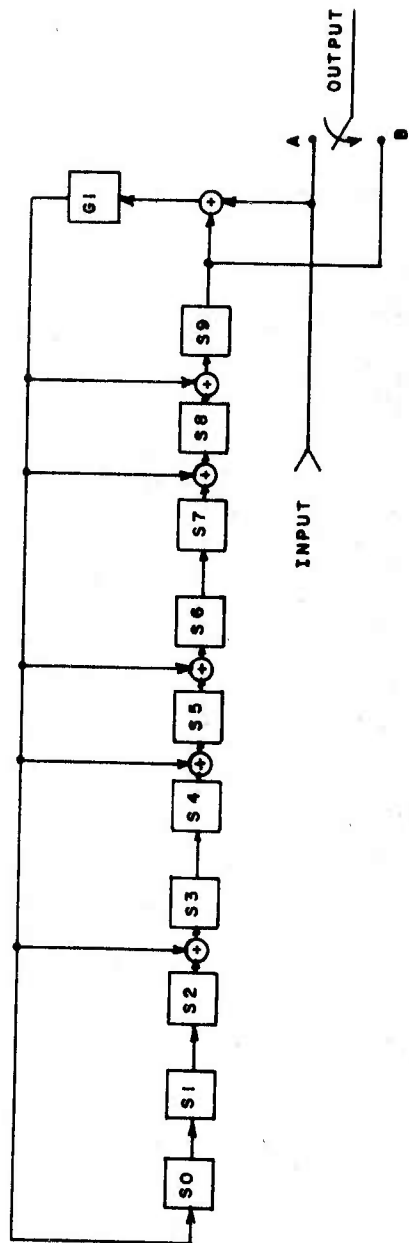 G1
S0
S1
S2
S3
S4
S5
S6
S7
S8
S9
+
+
+
+
+
+
A
B
INPUT
OUTPUT